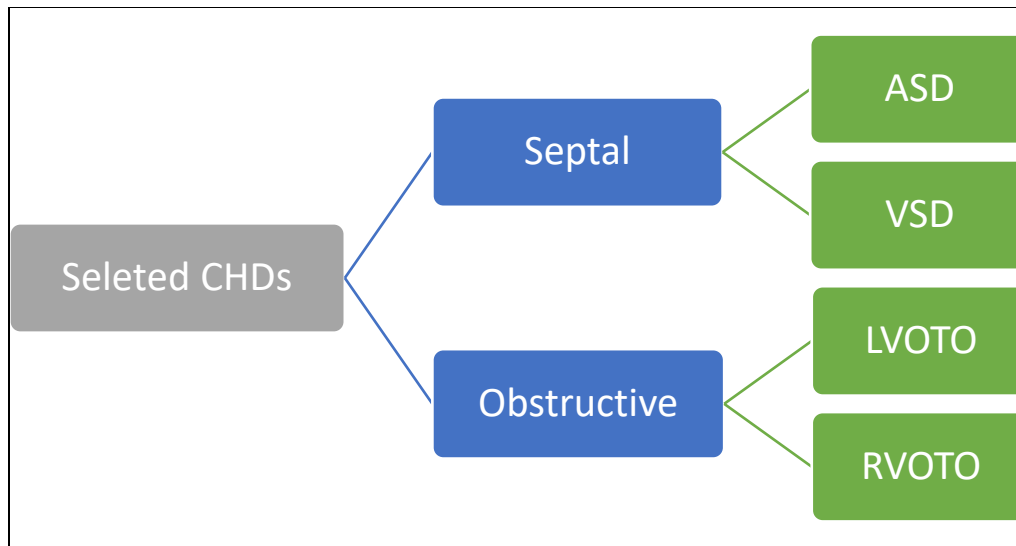 Seleted CHDs
Septal
ASD
VSD
Obstructive
LVOTO
RVOTO